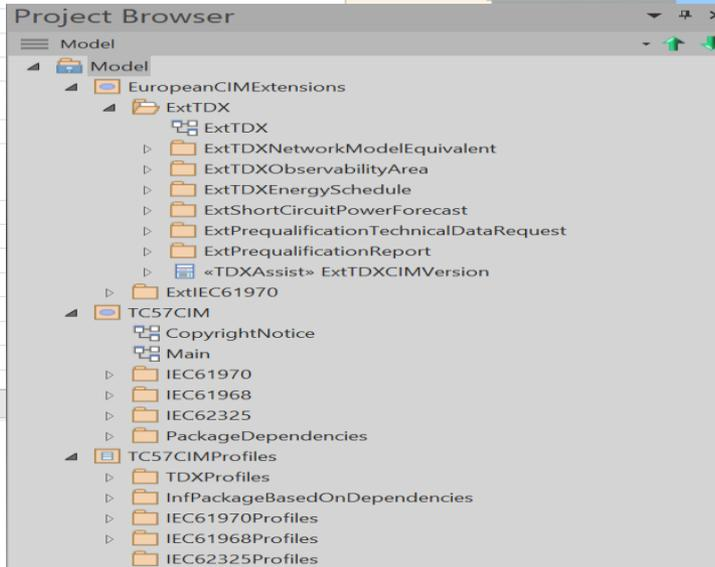 Project Browser
Model
Model
EuropeanCIMExtensions
ExtTDX
ExtTDX
ExtTDXNetworkModelEquivalent
ExtTDXObservabilityArea
ExtTDXEnergySchedule
ExtShortCircuitPowerForecast
ExtPrequalificationTechnicalDataRequest
ExtPrequalificationReport
«TDXAssist» ExtTDXCIMVersion
ExtIEC61970
TC57CIM
CopyrightNotice
Main
IEC61970
IEC61968
IEC62325
PackageDependencies
TC57CIMProfiles
TDXProfiles
InfPackageBasedOnDependencies
IEC61970Profiles
IEC61968Profiles
IEC62325Profiles